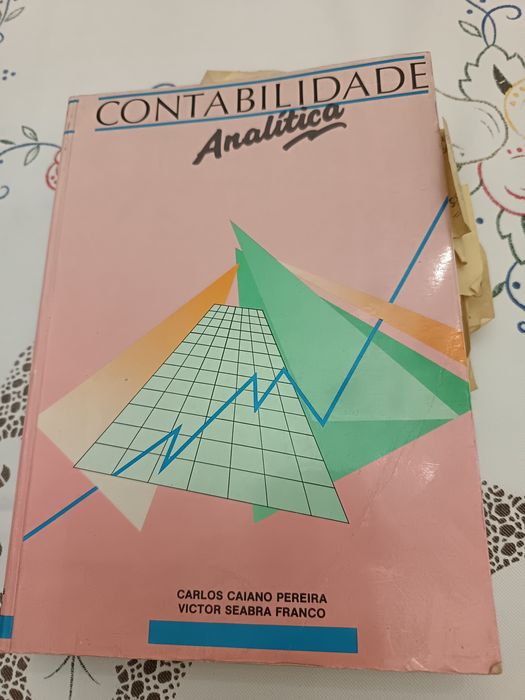 CONTABILIDADE
Analítica
CARLOS CAIANO PEREIRA
VICTOR SEABRA FRANCO